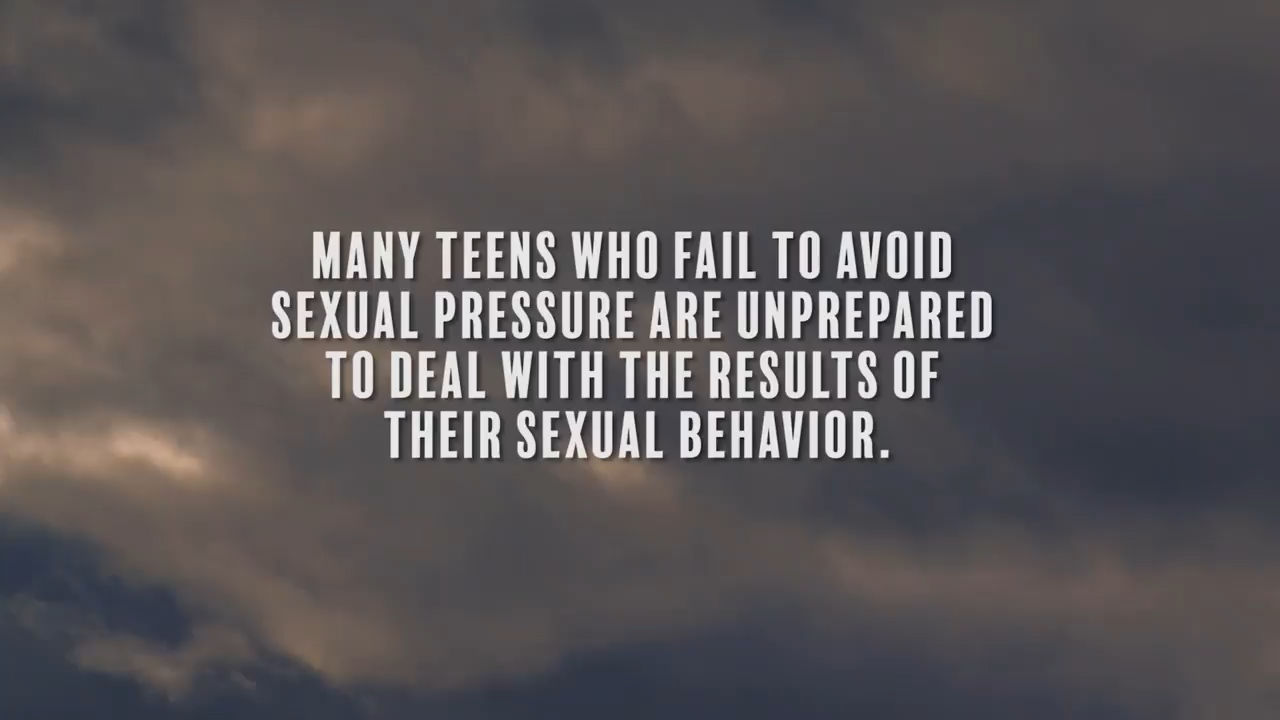 MANY TEENS WHO FAIL TO AVOID
SEXUAL PRESSURE ARE UNPREPARED
TO DEAL WITH THE RESULTS OF
THEIR SEXUAL BEHAVIOR.